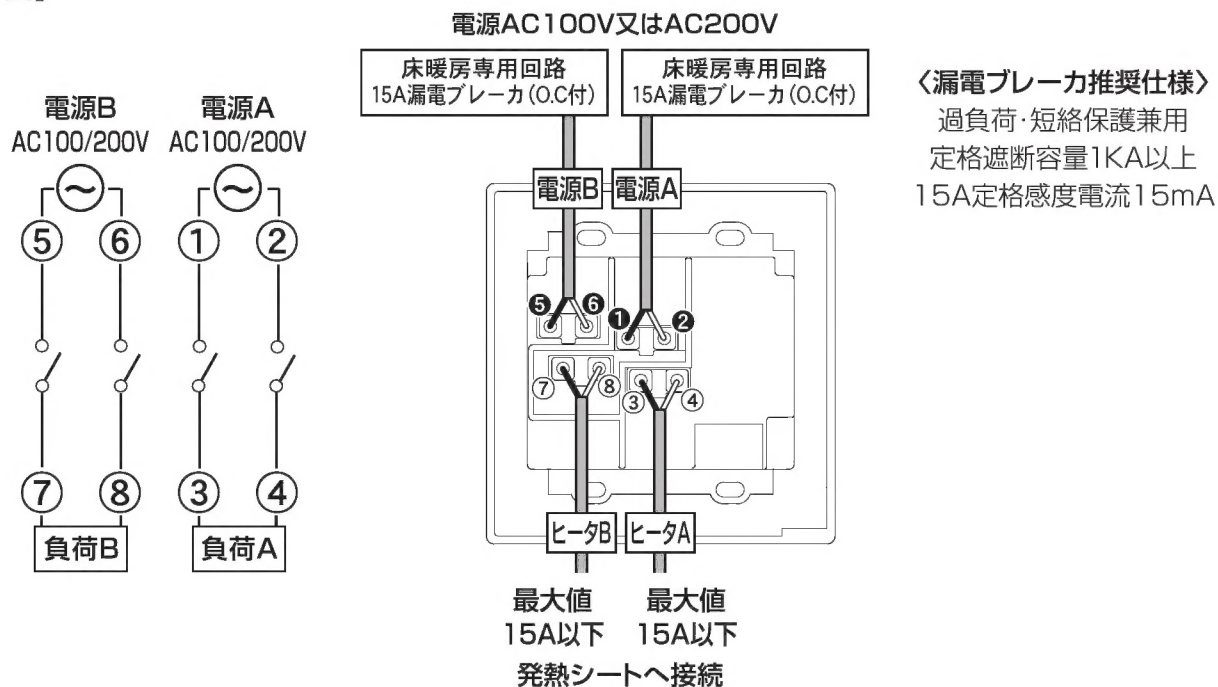 電源AC100V又はAC200V
床暖房専用回路
15A漏電ブレーカ(O.C付)
床暖房専用回路
15A漏電ブレーカ(O.C付)
〈漏電ブレーカ推奨仕様〉
過負荷・短絡保護兼用
定格遮断容量1KA以上
15A定格感度電流15mA
電源B
AC100/200V
電源A
AC100/200V
⑤ ⑥ ① ②
⑦ ⑧ ③ ④
負荷B 負荷A
電源B 電源A
❺ ❻ ❶ ❷
⑦ ⑧ ③ ④
ヒータB ヒータA
最大値
15A以下
最大値
15A以下
発熱シートへ接続